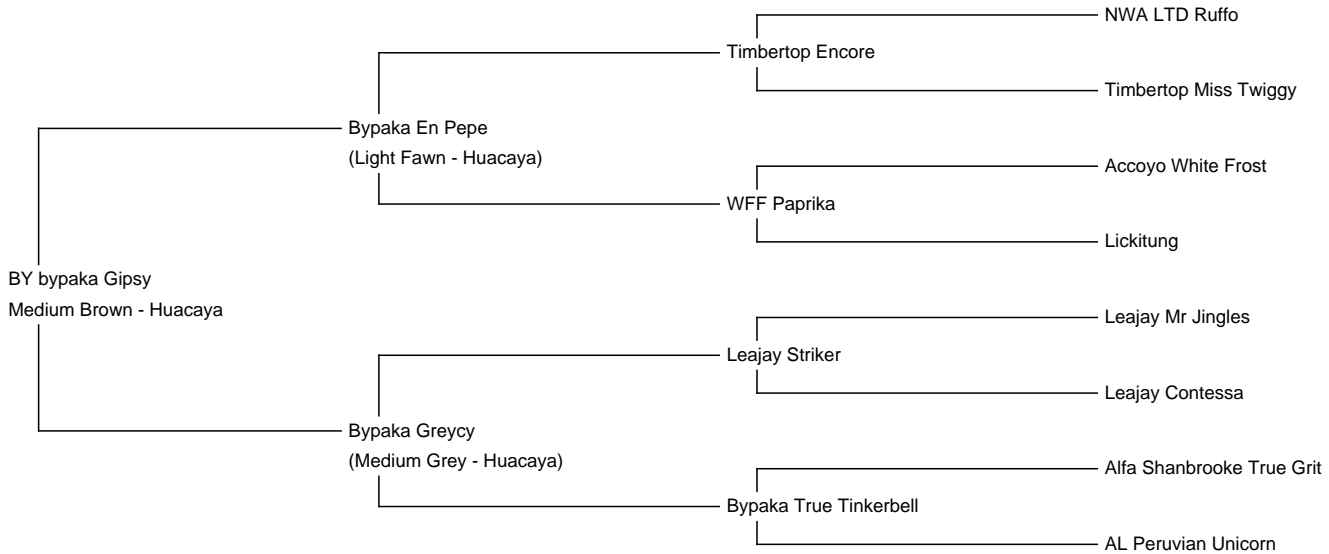 NWA LTD Ruffo
Timbertop Encore
Timbertop Miss Twiggy
Bypaka En Pepe
(Light Fawn - Huacaya)
Accoyo White Frost
WFF Paprika
Lickitung
BY bypaka Gipsy
Medium Brown - Huacaya
Leajay Mr Jingles
Leajay Striker
Leajay Contessa
Bypaka Greycy
(Medium Grey - Huacaya)
Alfa Shanbrooke True Grit
Bypaka True Tinkerbell
AL Peruvian Unicorn